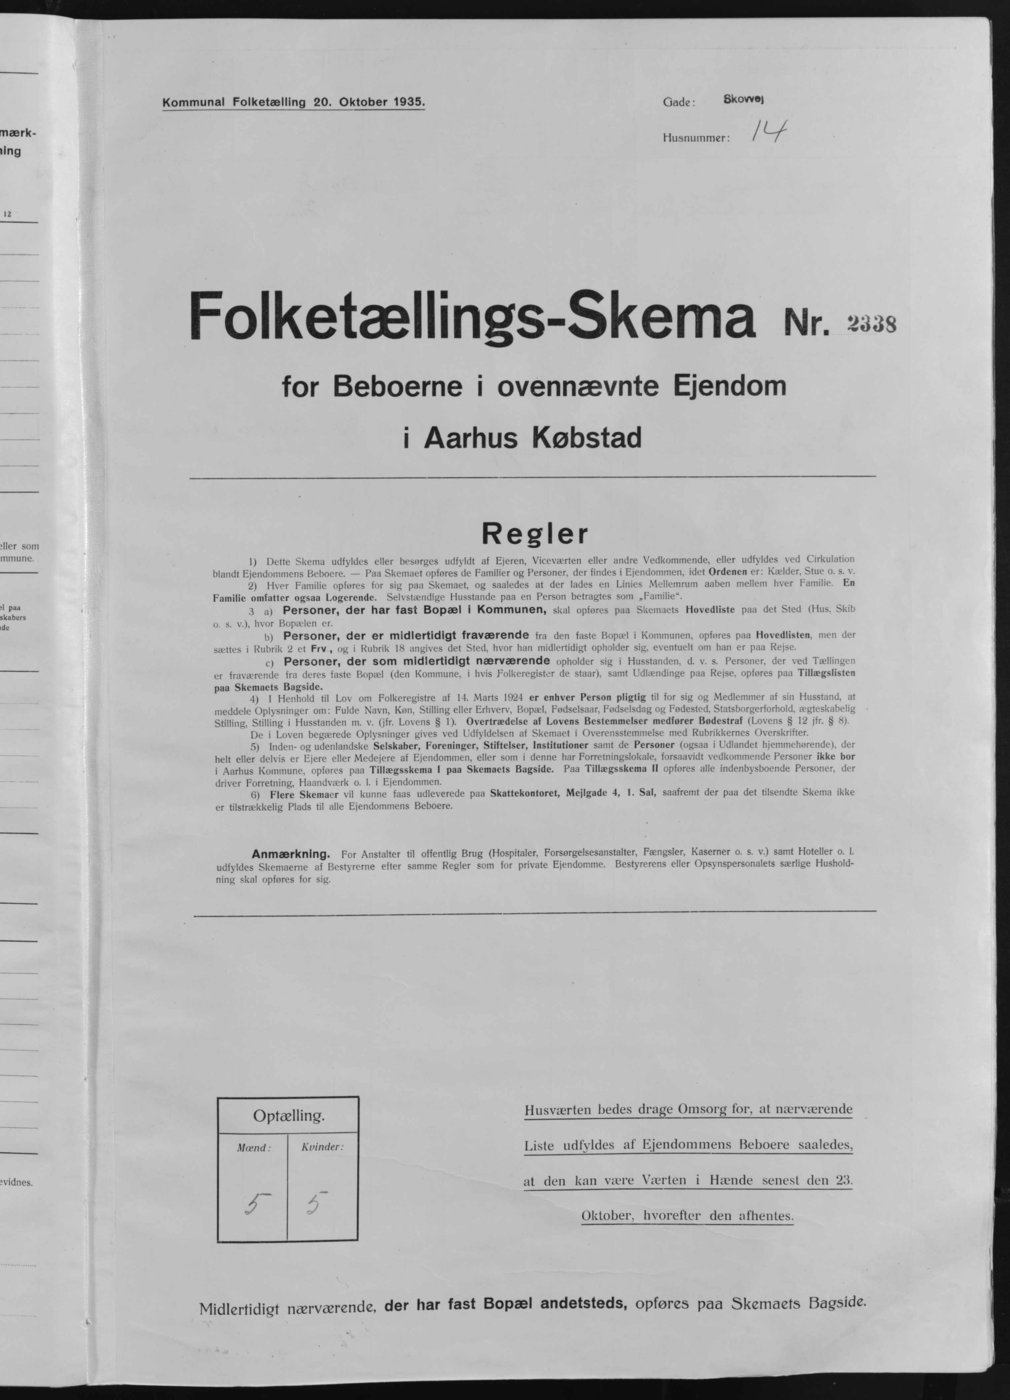 mærk-
ning
12
eller som
mmune.
el paa
skabers
de
evidnes.
Kommunal Folketælling 20. Oktober 1935.
Gade: Skovvej
Husnummer: 14
Folketællings-Skema Nr. 2338
for Beboerne i ovennævnte Ejendom
i Aarhus Købstad
Regler
1) Dette Skema udfyldes eller besørges udfyldt af Ejeren, Viceværten eller andre Vedkommende, eller udfyldes ved Cirkulation
blandt Ejendommens Beboere. — Paa Skemaet opføres de Familier og Personer, der findes i Ejendommen, idet Ordenen er: Kælder, Stue o. s. v.
2) Hver Familie opføres for sig paa Skemaet, og saaledes at der lades en Linies Mellemrum aaben mellem hver Familie. En
Familie omfatter ogsaa Logerende. Selvstændige Husstande paa en Person betragtes som „Familie“.
3 a) Personer, der har fast Bopæl i Kommunen, skal opføres paa Skemaets Hovedliste paa det Sted (Hus, Skib
o. s. v.), hvor Bopælen er.
b) Personer, der er midlertidigt fraværende fra den faste Bopæl i Kommunen, opføres paa Hovedlisten, men der
sættes i Rubrik 2 et Frv., og i Rubrik 18 angives det Sted, hvor han midlertidigt opholder sig, eventuelt om han er paa Rejse.
c) Personer, der som midlertidigt nærværende opholder sig i Husstanden, d. v. s. Personer, der ved Tællingen
er fraværende fra deres faste Bopæl (den Kommune, i hvis Folkeregister de staar), samt Udlændinge paa Rejse, opføres paa Tillægslisten
paa Skemaets Bagside.
4) I Henhold til Lov om Folkeregistre af 14. Marts 1924 er enhver Person pligtig til for sig og Medlemmer af sin Husstand, at
meddele Oplysninger om: Fulde Navn, Køn, Stilling eller Erhverv, Bopæl, Fødselsaar, Fødselsdag og Fødested, Statsborgerforhold, ægteskabelig
Stilling, Stilling i Husstanden m. v. (jfr. Lovens § 1). Overtrædelse af Lovens Bestemmelser medfører Bødestraf (Lovens § 12 jfr. § 8).
De i Loven begærede Oplysninger gives ved Udfyldelsen af Skemaet i Overensstemmelse med Rubrikkernes Overskrifter.
5) Inden- og udenlandske Selskaber, Foreninger, Stiftelser, Institutioner samt de Personer (ogsaa i Udlandet hjemmehørende), der
helt eller delvis er Ejere eller Medejere af Ejendommen, eller som i denne har Forretningslokale, forsaavidt vedkommende Personer ikke bor
i Aarhus Kommune, opføres paa Tillægsskema I paa Skemaets Bagside. Paa Tillægsskema II opføres alle indenbysboende Personer, der
driver Forretning, Haandværk o. l. i Ejendommen.
6) Flere Skemaer vil kunne faas udleverede paa Skattekontoret, Mejlgade 4, 1. Sal, saafremt der paa det tilsendte Skema ikke
er tilstrækkelig Plads til alle Ejendommens Beboere.
Anmærkning. For Anstalter til offentlig Brug (Hospitaler, Forsørgelsesanstalter, Fængsler, Kaserner o. s. v.) samt Hoteller o. l.
udfyldes Skemaerne af Bestyrerne efter samme Regler som for private Ejendomme. Bestyrerens eller Opsynspersonalets særlige Hushold-
ning skal opføres for sig.
Optælling.
Mænd: Kvinder:
5 5
Husværten bedes drage Omsorg for, at nærværende
Liste udfyldes af Ejendommens Beboere saaledes,
at den kan være Værten i Hænde senest den 23.
Oktober, hvorefter den afhentes.
Midlertidigt nærværende, der har fast Bopæl andetsteds, opføres paa Skemaets Bagside.